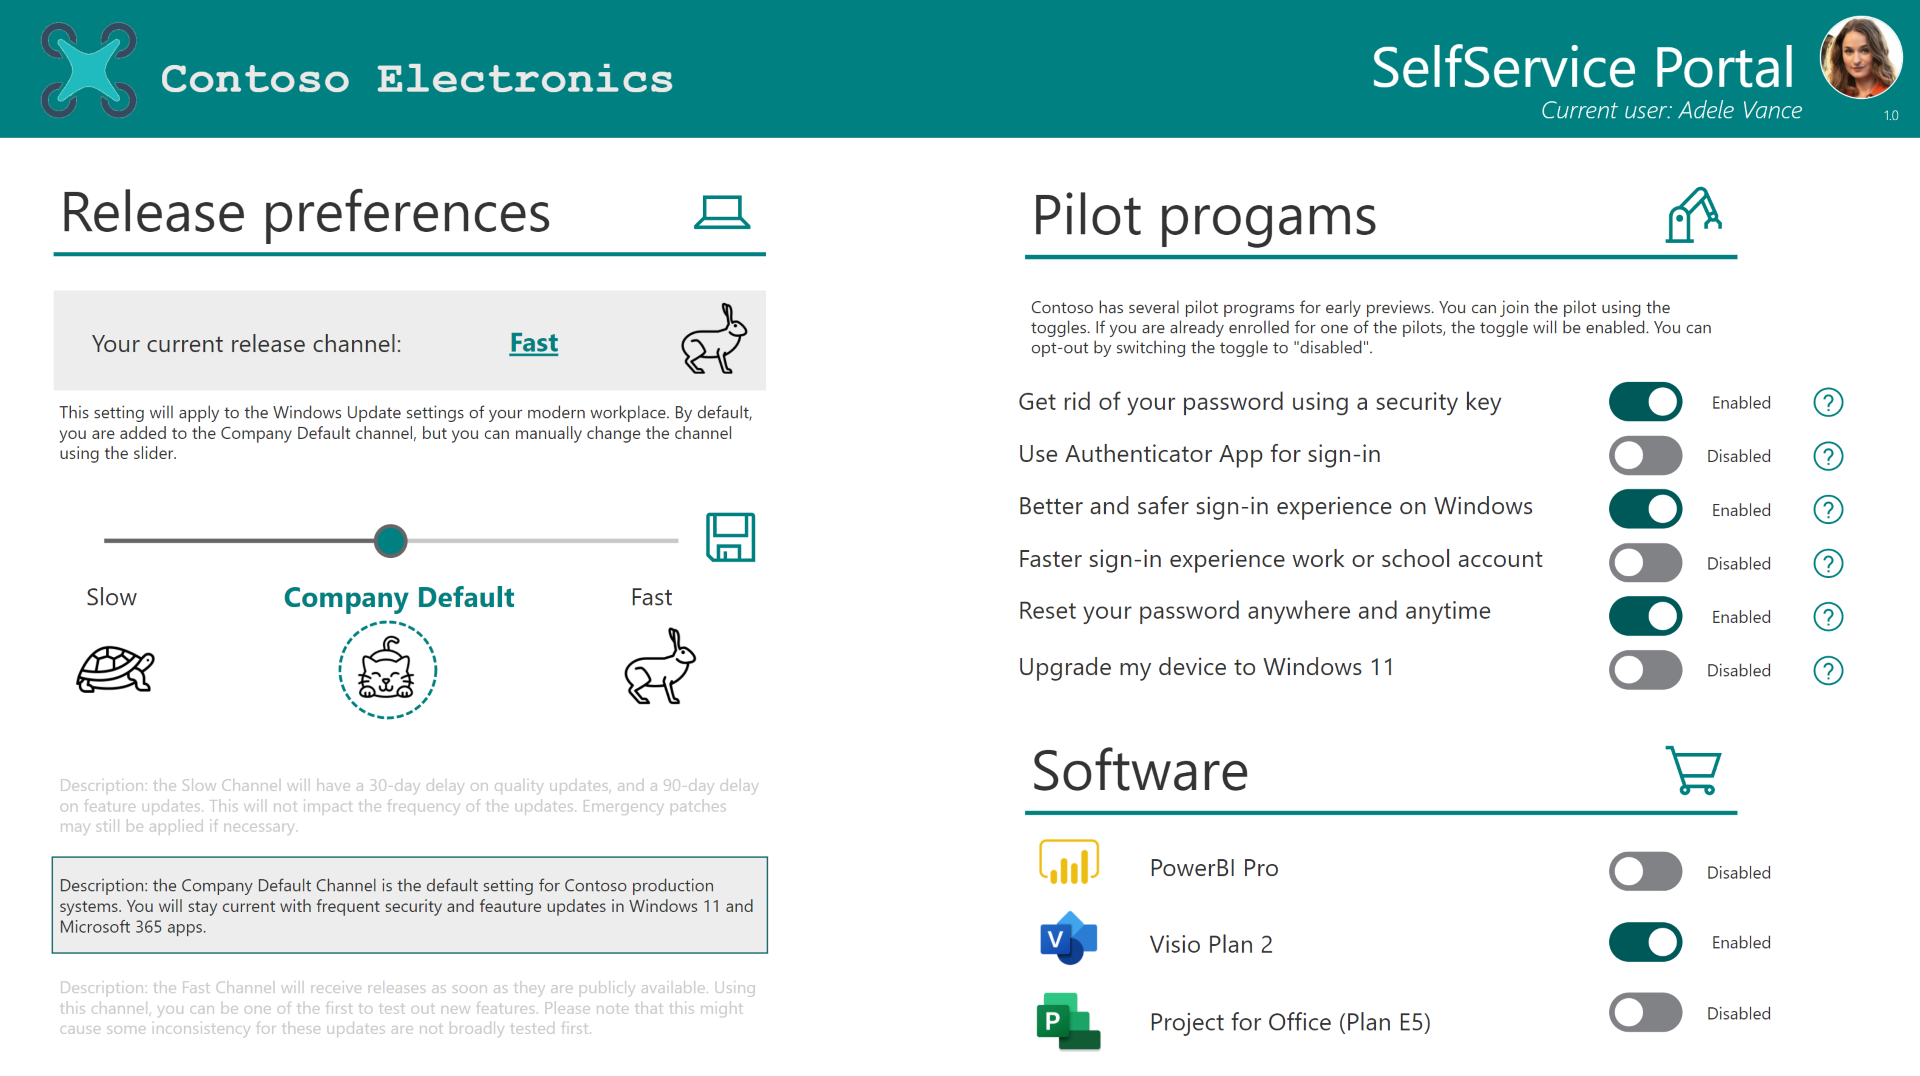 Contoso Electronics
SelfService Portal
Current user: Adele Vance
1.0
Release preferences
Your current release channel:
Fast
This setting will apply to the Windows Update settings of your modern workplace. By default,
you are added to the Company Default channel, but you can manually change the channel
using the slider.
Slow
Company Default
Fast
Description: the Slow Channel will have a 30-day delay on quality updates, and a 90-day delay
on feature updates. This will not impact the frequency of the updates. Emergency patches
may still be applied if necessary.
Description: the Company Default Channel is the default setting for Contoso production
systems. You will stay current with frequent security and feauture updates in Windows 11 and
Microsoft 365 apps.
Description: the Fast Channel will receive releases as soon as they are publicly available. Using
this channel, you can be one of the first to test out new features. Please note that this might
cause some inconsistency for these updates are not broadly tested first.
Pilot progams
Contoso has several pilot programs for early previews. You can join the pilot using the
toggles. If you are already enrolled for one of the pilots, the toggle will be enabled. You can
opt-out by switching the toggle to "disabled".
Get rid of your password using a security key Enabled ?
Use Authenticator App for sign-in Disabled ?
Better and safer sign-in experience on Windows Enabled ?
Faster sign-in experience work or school account Disabled ?
Reset your password anywhere and anytime Enabled ?
Upgrade my device to Windows 11 Disabled ?
Software
PowerBI Pro Disabled
V Visio Plan 2 Enabled
P Project for Office (Plan E5) Disabled